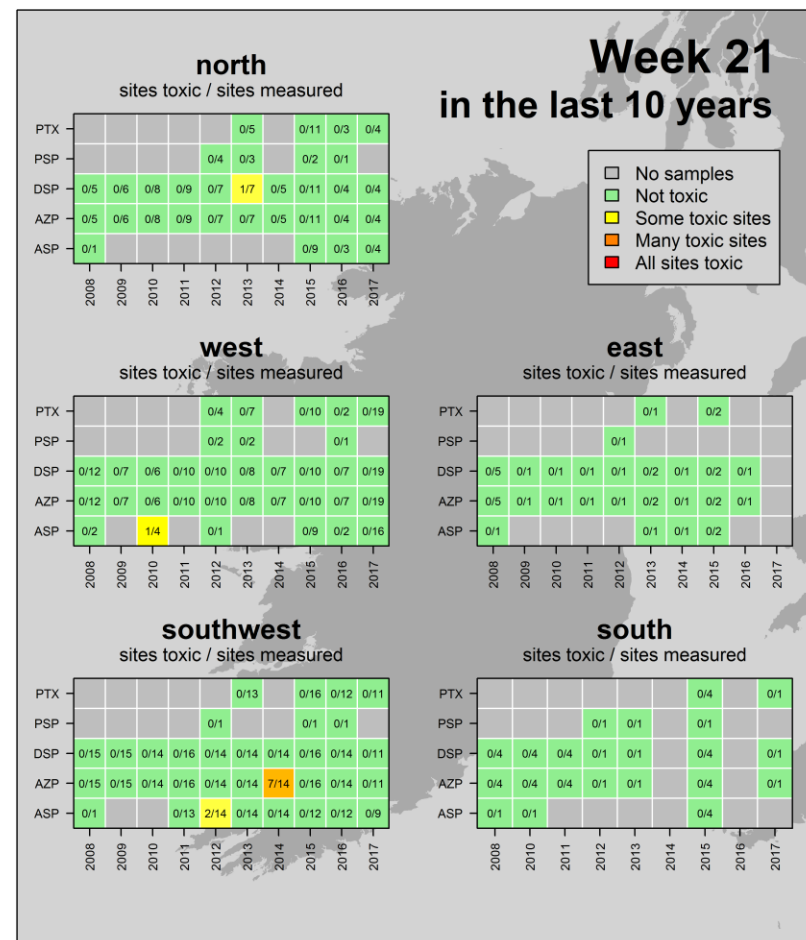 Week 21
in the last 10 years
No samples
Not toxic
Some toxic sites
Many toxic sites
All sites toxic
north
sites toxic / sites measured
PTX 0/5 0/11 0/3 0/4
PSP 0/4 0/3 0/2 0/1
DSP 0/5 0/6 0/8 0/9 0/7 1/7 0/5 0/11 0/4 0/4
AZP 0/5 0/6 0/8 0/9 0/7 0/7 0/5 0/11 0/4 0/4
ASP 0/1 0/9 0/3 0/4
2008 2009 2010 2011 2012 2013 2014 2015 2016 2017
west
sites toxic / sites measured
PTX 0/4 0/7 0/10 0/2 0/19
PSP 0/2 0/2 0/1
DSP 0/12 0/7 0/6 0/10 0/10 0/8 0/7 0/10 0/7 0/19
AZP 0/12 0/7 0/6 0/10 0/10 0/8 0/7 0/10 0/7 0/19
ASP 0/2 1/4 0/1 0/9 0/2 0/16
2008 2009 2010 2011 2012 2013 2014 2015 2016 2017
east
sites toxic / sites measured
PTX 0/1 0/2
PSP 0/1
DSP 0/5 0/1 0/1 0/1 0/1 0/2 0/1 0/2 0/1
AZP 0/5 0/1 0/1 0/1 0/1 0/2 0/1 0/2 0/1
ASP 0/1 0/1 0/1 0/2
2008 2009 2010 2011 2012 2013 2014 2015 2016 2017
southwest
sites toxic / sites measured
PTX 0/13 0/16 0/12 0/11
PSP 0/1 0/1 0/1
DSP 0/15 0/15 0/14 0/16 0/14 0/14 0/14 0/16 0/14 0/11
AZP 0/15 0/15 0/14 0/16 0/14 0/14 7/14 0/16 0/14 0/11
ASP 0/1 0/13 2/14 0/14 0/14 0/12 0/12 0/9
2008 2009 2010 2011 2012 2013 2014 2015 2016 2017
south
sites toxic / sites measured
PTX 0/4 0/1
PSP 0/1 0/1 0/1
DSP 0/4 0/4 0/4 0/1 0/1 0/4 0/1
AZP 0/4 0/4 0/4 0/1 0/1 0/4 0/1
ASP 0/1 0/1 0/4
2008 2009 2010 2011 2012 2013 2014 2015 2016 2017